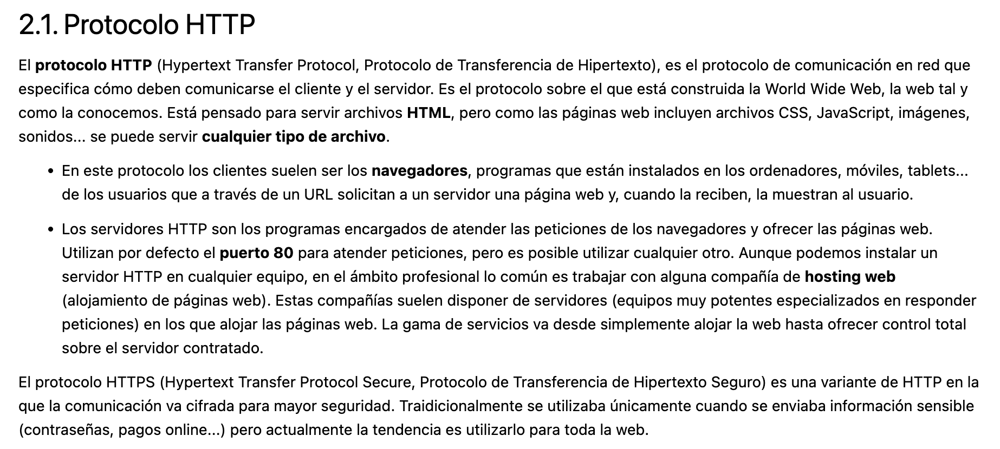 2.1. Protocolo HTTP
El protocolo HTTP (Hypertext Transfer Protocol, Protocolo de Transferencia de Hipertexto), es el protocolo de comunicación en red que
especifica cómo deben comunicarse el cliente y el servidor. Es el protocolo sobre el que está construida la World Wide Web, la web tal y
como la conocemos. Está pensado para servir archivos HTML, pero como las páginas web incluyen archivos CSS, JavaScript, imágenes,
sonidos... se puede servir cualquier tipo de archivo.
• En este protocolo los clientes suelen ser los navegadores, programas que están instalados en los ordenadores, móviles, tablets...
de los usuarios que a través de un URL solicitan a un servidor una página web y, cuando la reciben, la muestran al usuario.
• Los servidores HTTP son los programas encargados de atender las peticiones de los navegadores y ofrecer las páginas web.
Utilizan por defecto el puerto 80 para atender peticiones, pero es posible utilizar cualquier otro. Aunque podemos instalar un
servidor HTTP en cualquier equipo, en el ámbito profesional lo común es trabajar con alguna compañía de hosting web
(alojamiento de páginas web). Estas compañías suelen disponer de servidores (equipos muy potentes especializados en responder
peticiones) en los que alojar las páginas web. La gama de servicios va desde simplemente alojar la web hasta ofrecer control total
sobre el servidor contratado.
El protocolo HTTPS (Hypertext Transfer Protocol Secure, Protocolo de Transferencia de Hipertexto Seguro) es una variante de HTTP en la
que la comunicación va cifrada para mayor seguridad. Traidicionalmente se utilizaba únicamente cuando se enviaba información sensible
(contraseñas, pagos online...) pero actualmente la tendencia es utilizarlo para toda la web.